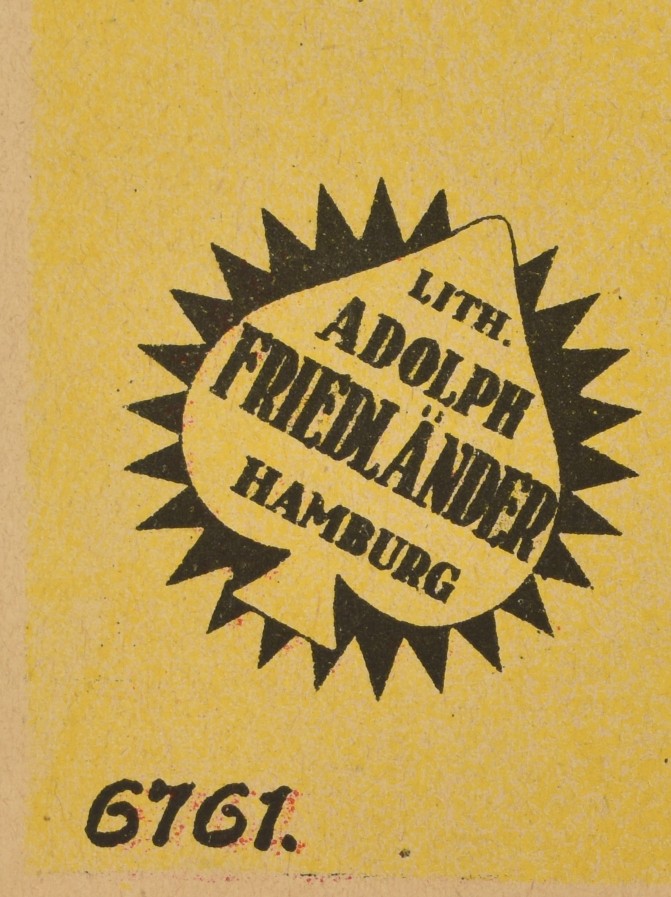 LITH.
ADOLPH
FRIEDLÄNDER
HAMBURG
6761.